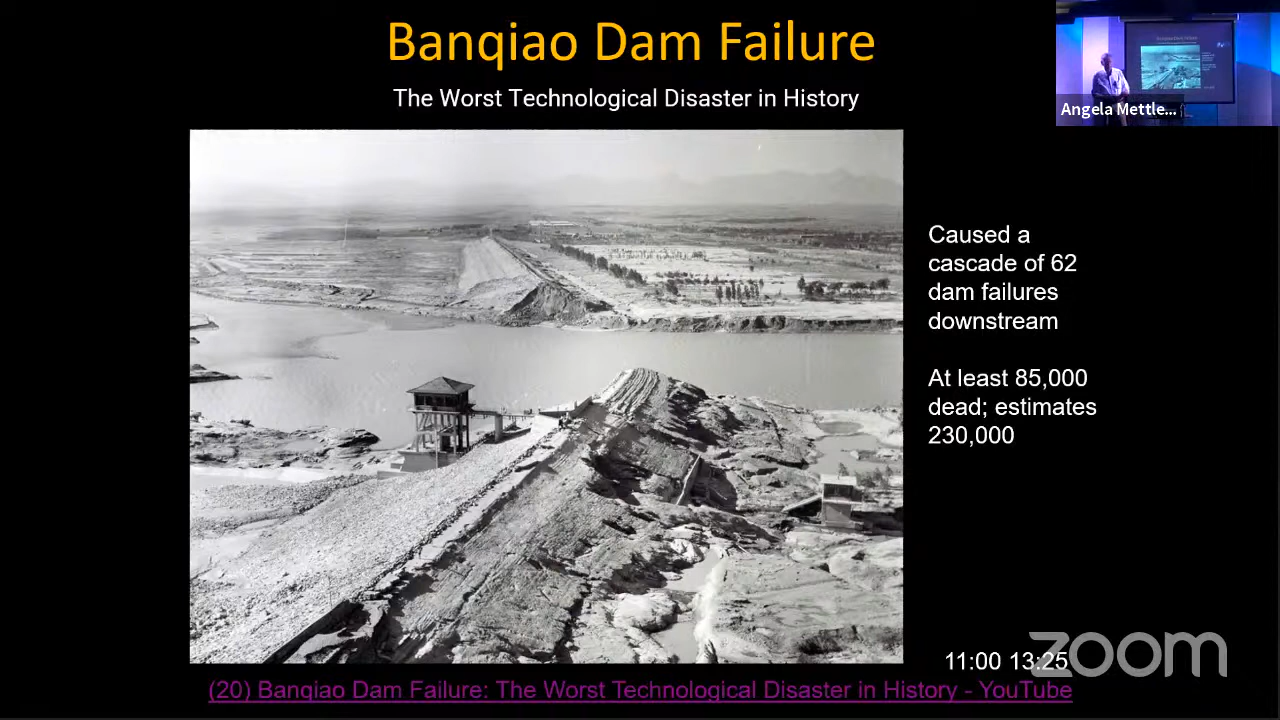 Banqiao Dam Failure
The Worst Technological Disaster in History
Angela Mettle...
Caused a
cascade of 62
dam failures
downstream
At least 85,000
dead; estimates
230,000
11:00 13:25
zoom
(20) Banqiao Dam Failure: The Worst Technological Disaster in History - YouTube